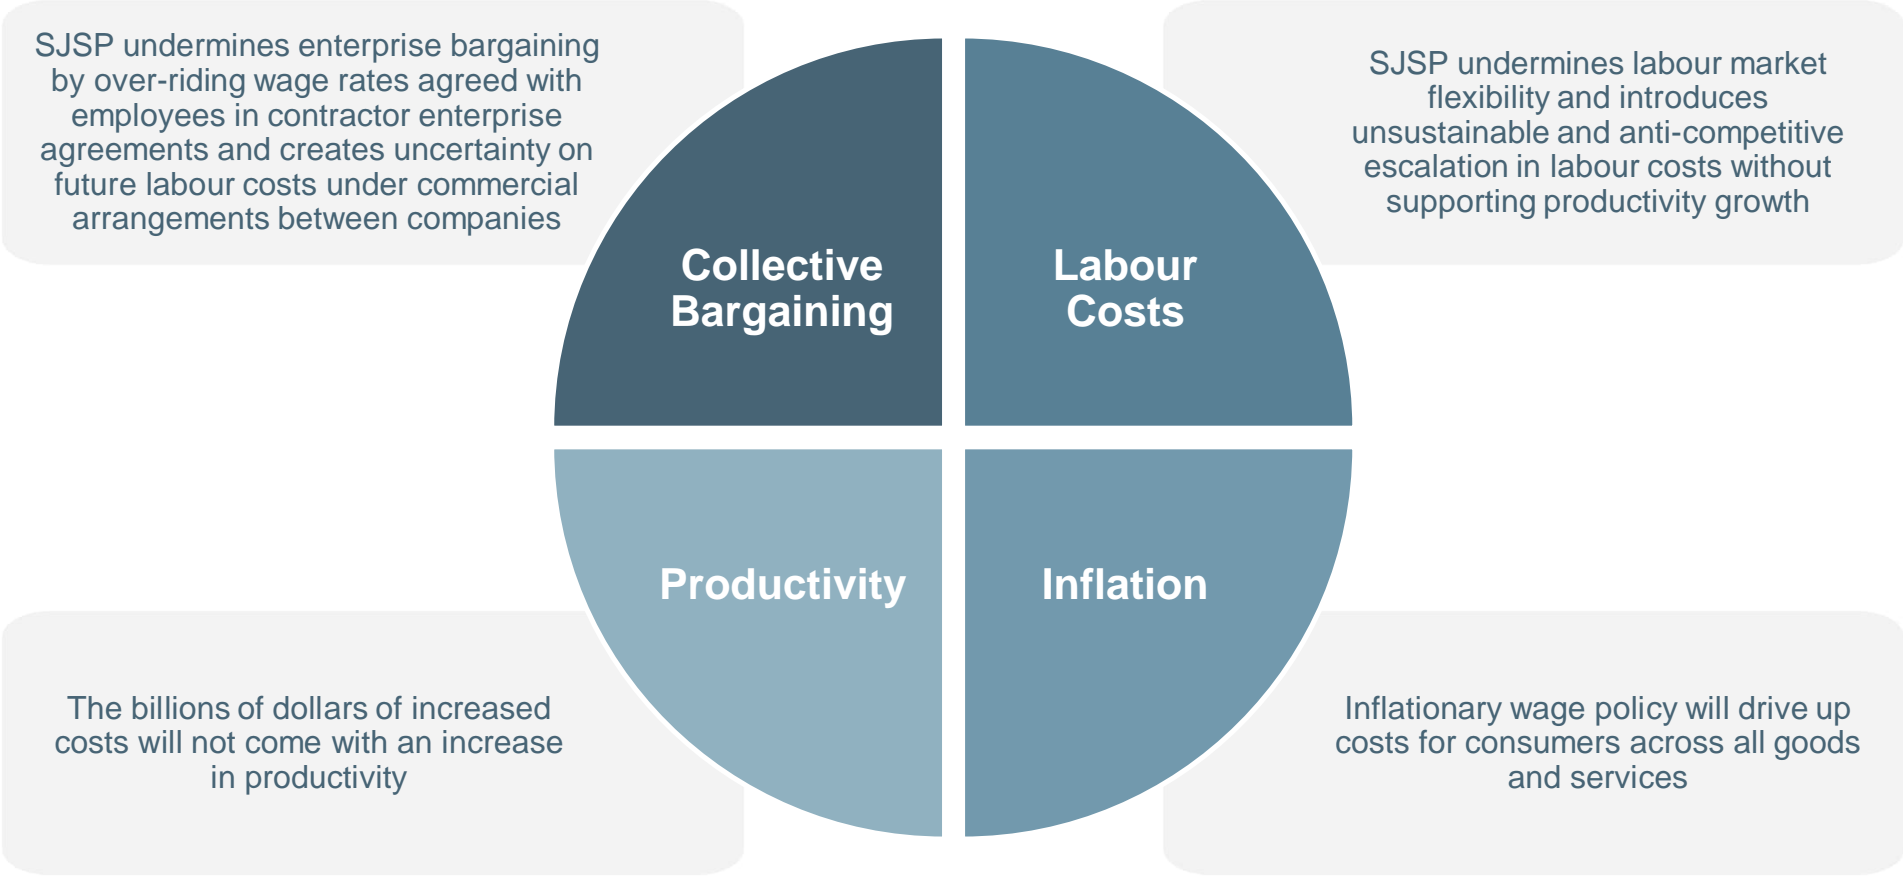 SJSP undermines enterprise bargaining
by over-riding wage rates agreed with
employees in contractor enterprise
agreements and creates uncertainty on
future labour costs under commercial
arrangements between companies
SJSP undermines labour market
flexibility and introduces
unsustainable and anti-competitive
escalation in labour costs without
supporting productivity growth
Collective
Bargaining
Labour
Costs
Productivity
Inflation
The billions of dollars of increased
costs will not come with an increase
in productivity
Inflationary wage policy will drive up
costs for consumers across all goods
and services